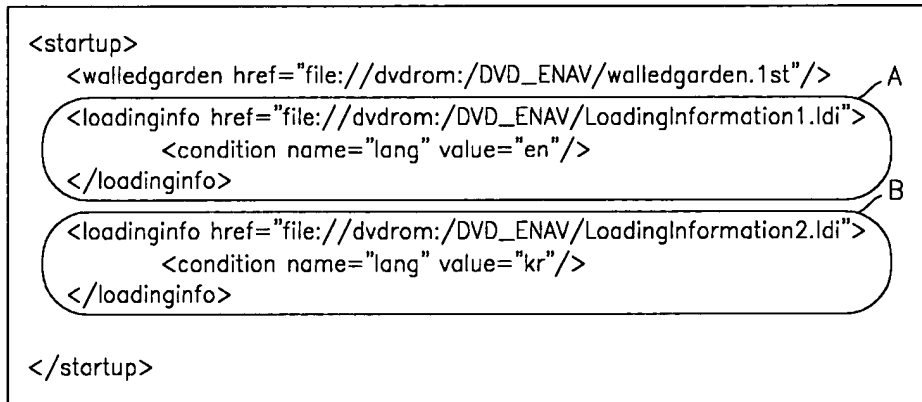 <startup>
<walledgarden href="file://dvdrom:/DVD_ENAV/walledgarden.1st"/>
A
<loadinginfo href="file://dvdrom:/DVD_ENAV/LoadingInformation1.ldi">
<condition name="lang" value="en"/>
</loadinginfo>
B
<loadinginfo href="file://dvdrom:/DVD_ENAV/LoadingInformation2.ldi">
<condition name="lang" value="kr"/>
</loadinginfo>
</startup>